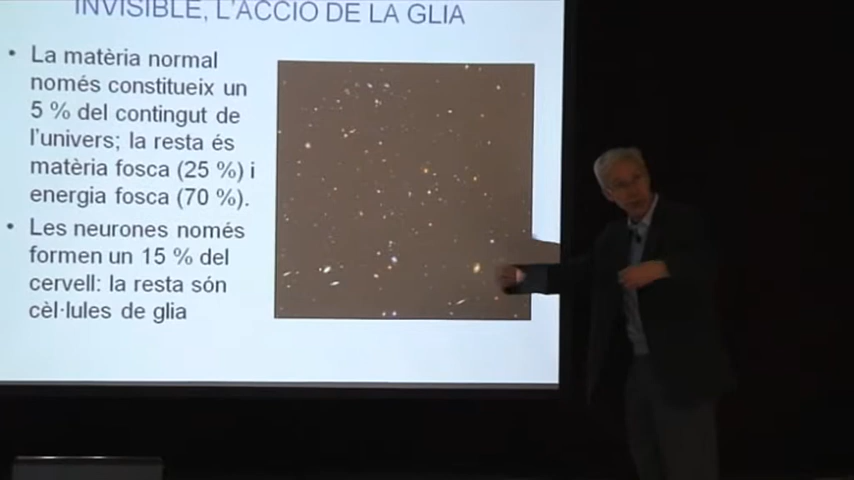 INVISIBLE, L'ACCIÓ DE LA GLIA
• La matèria normal
només constitueix un
5 % del contingut de
l'univers; la resta és
matèria fosca (25 %) i
energia fosca (70 %).
• Les neurones només
formen un 15 % del
cervell: la resta són
cèl·lules de glia